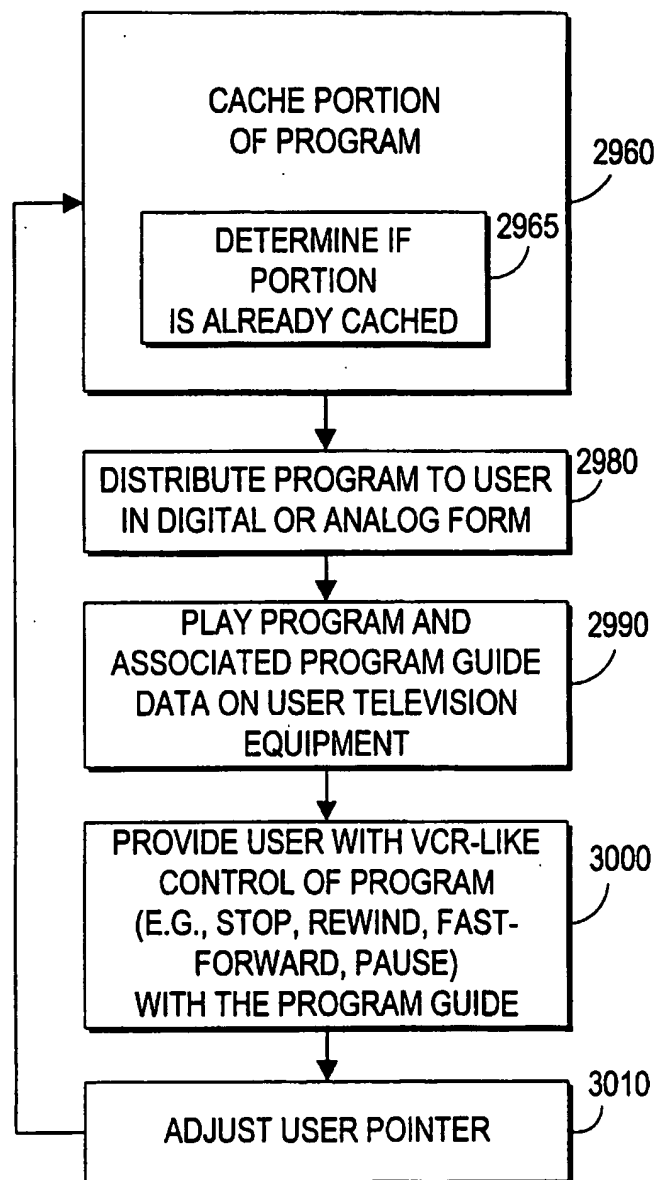 CACHE PORTION
OF PROGRAM
2960
DETERMINE IF
PORTION
IS ALREADY CACHED
2965
DISTRIBUTE PROGRAM TO USER
IN DIGITAL OR ANALOG FORM
2980
PLAY PROGRAM AND
ASSOCIATED PROGRAM GUIDE
DATA ON USER TELEVISION
EQUIPMENT
2990
PROVIDE USER WITH VCR-LIKE
CONTROL OF PROGRAM
(E.G., STOP, REWIND, FAST-
FORWARD, PAUSE)
WITH THE PROGRAM GUIDE
3000
ADJUST USER POINTER
3010